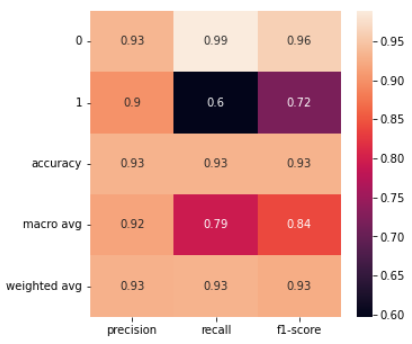 0 0.93 0.99 0.96
1 0.9 0.6 0.72
accuracy 0.93 0.93 0.93
macro avg 0.92 0.79 0.84
weighted avg 0.93 0.93 0.93
precision recall f1-score
0.95
0.90
0.85
0.80
0.75
0.70
0.65
0.60